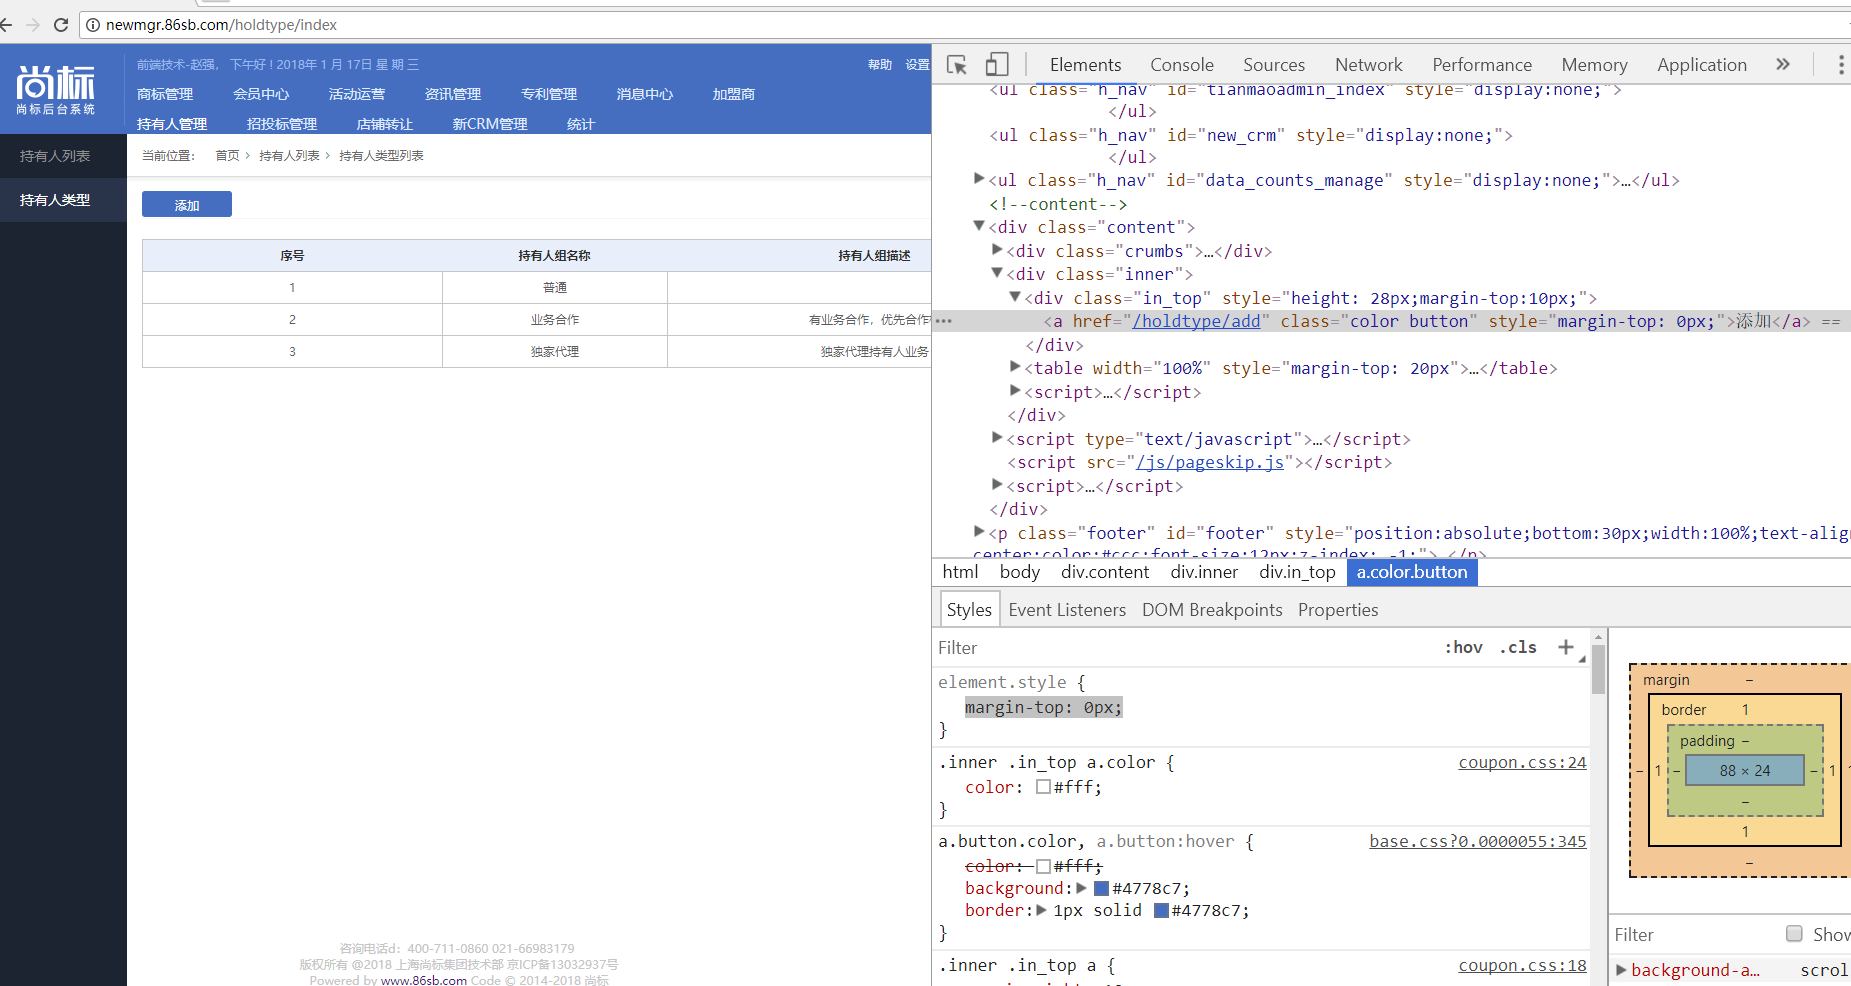 newmgr.86sb.com/holdtype/index
尚标
尚标后台系统
前端技术-赵强， 下午好 ! 2018年 1 月 17日 星 期 三
帮助 设置
商标管理 会员中心 活动运营 资讯管理 专利管理 消息中心 加盟商
持有人管理 招投标管理 店铺转让 新CRM管理 统计
持有人列表
持有人类型
当前位置： 首页 > 持有人列表 > 持有人类型列表
添加
序号 持有人组名称 持有人组描述
1 普通
2 业务合作 有业务合作，优先合作
3 独家代理 独家代理持有人业务
咨询电话d：400-711-0860 021-66983179
版权所有 @2018 上海尚标集团技术部 京ICP备13032937号
Powered by www.86sb.com Code © 2014-2018 尚标
Elements Console Sources Network Performance Memory Application »
<ul class="h_nav" id="tianmaoadmin_index" style="display:none;">
</ul>
<ul class="h_nav" id="new_crm" style="display:none;">
</ul>
<ul class="h_nav" id="data_counts_manage" style="display:none;">…</ul>
<!--content-->
<div class="content">
<div class="crumbs">…</div>
<div class="inner">
<div class="in_top" style="height: 28px;margin-top:10px;">
<a href="/holdtype/add" class="color button" style="margin-top: 0px;">添加</a> ==
</div>
<table width="100%" style="margin-top: 20px">…</table>
<script>…</script>
</div>
<script type="text/javascript">…</script>
<script src="/js/pageskip.js"></script>
<script>…</script>
</div>
<p class="footer" id="footer" style="position:absolute;bottom:30px;width:100%;text-alig
center;color:#ccc;font-size:12px;z-index: -1;">…</p>
html body div.content div.inner div.in_top a.color.button
Styles Event Listeners DOM Breakpoints Properties
Filter :hov .cls +
element.style {
margin-top: 0px;
}
.inner .in_top a.color { coupon.css:24
color: #fff;
}
a.button.color, a.button:hover { base.css?0.0000055:345
color: #fff;
background: #4778c7;
border: 1px solid #4778c7;
}
.inner .in_top a { coupon.css:18
margin –
border 1
padding –
– 1 – 88 × 24 – 1
–
1
–
Filter Show
background-a… scrol